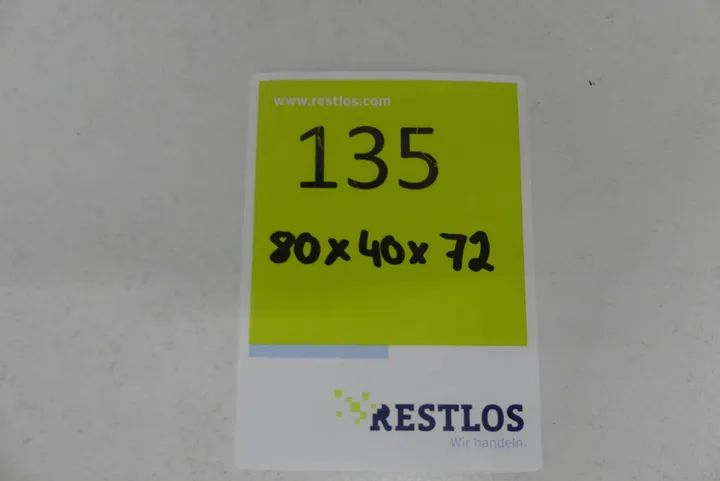 www.restlos.com
135
80x40x72
RESTLOS
Wir handeln.